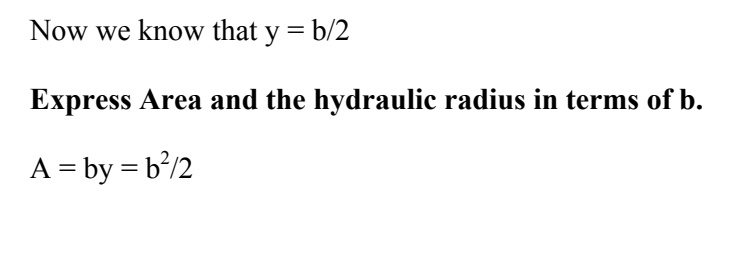 Now we know that y = b/2
Express Area and the hydraulic radius in terms of b.
A = by = b²/2